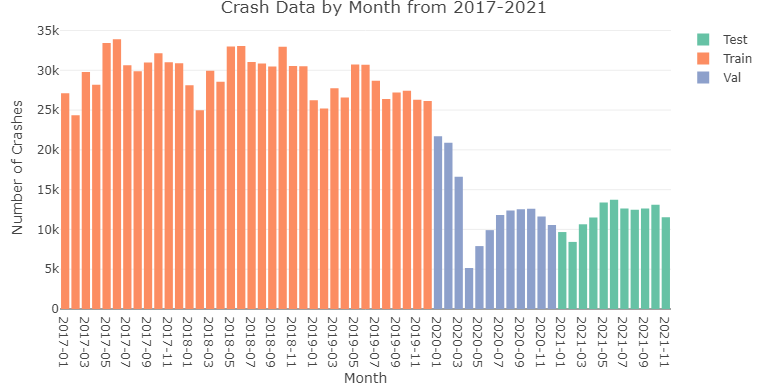 Crash Data by Month from 2017-2021
35k
30k
25k
20k
15k
10k
5k
0
Number of Crashes
2017-01
2017-03
2017-05
2017-07
2017-09
2017-11
2018-01
2018-03
2018-05
2018-07
2018-09
2018-11
2019-01
2019-03
2019-05
2019-07
2019-09
2019-11
2020-01
2020-03
2020-05
2020-07
2020-09
2020-11
2021-01
2021-03
2021-05
2021-07
2021-09
2021-11
Month
Test
Train
Val